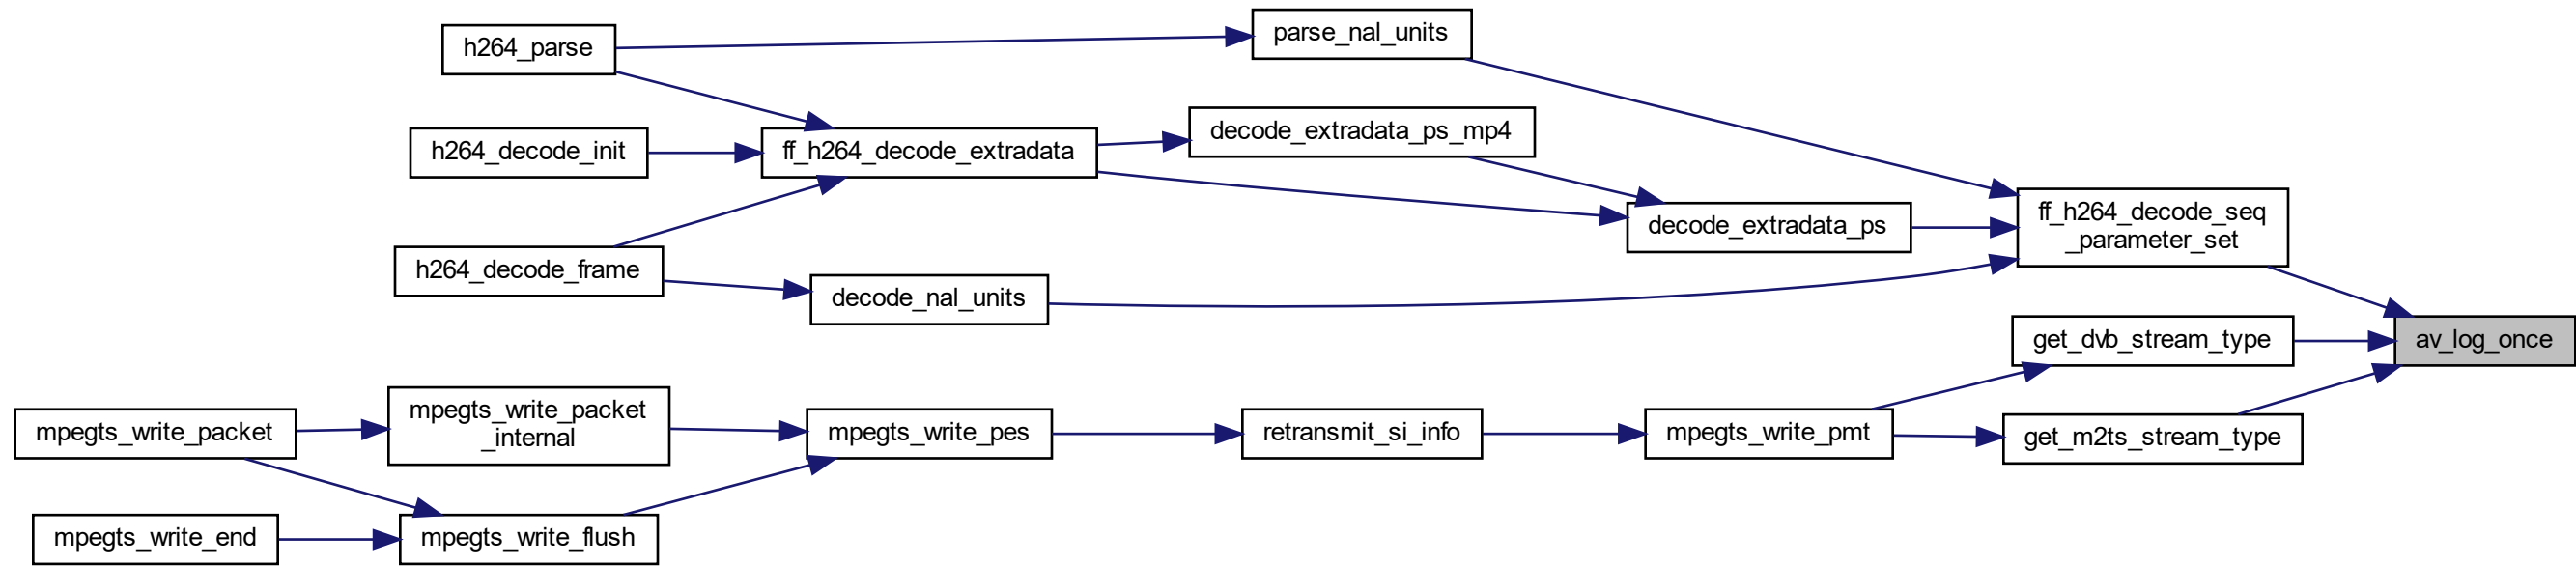 h264_parse
parse_nal_units
h264_decode_init
ff_h264_decode_extradata
decode_extradata_ps_mp4
h264_decode_frame
decode_nal_units
decode_extradata_ps
ff_h264_decode_seq
_parameter_set
get_dvb_stream_type
av_log_once
mpegts_write_packet
mpegts_write_packet
_internal
mpegts_write_pes
retransmit_si_info
mpegts_write_pmt
get_m2ts_stream_type
mpegts_write_end
mpegts_write_flush